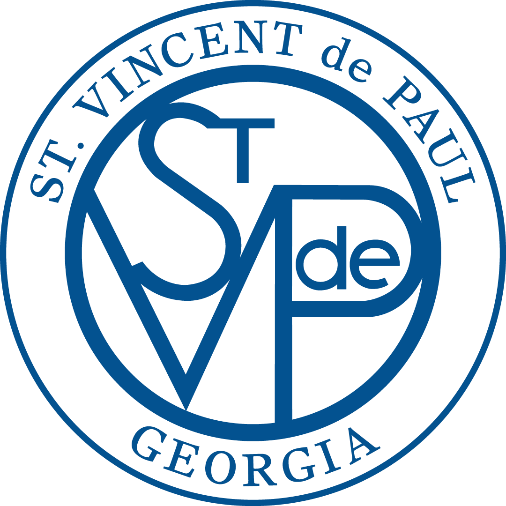 ST. VINCENT de PAUL
ST
V de P
GEORGIA